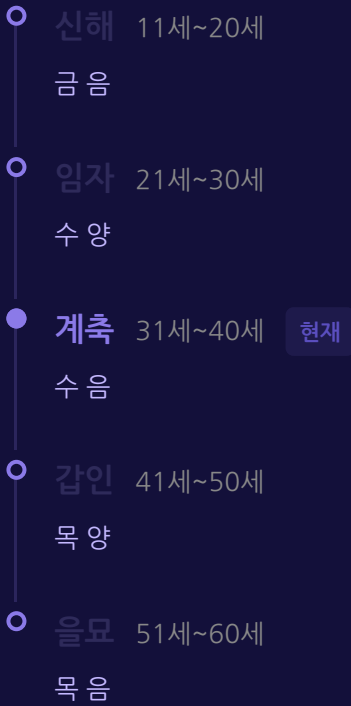 신해 11세~20세
금 음
임자 21세~30세
수 양
계축 31세~40세 현재
수 음
갑인 41세~50세
목 양
을묘 51세~60세
목 음